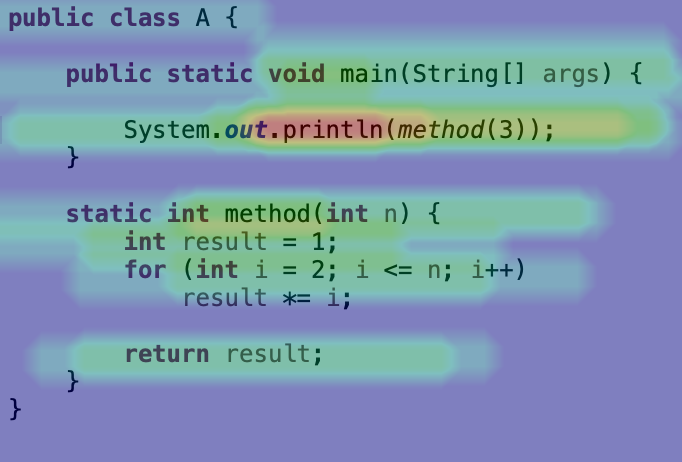 public class A {
public static void main(String[] args) {
System.out.println(method(3));
}
static int method(int n) {
int result = 1;
for (int i = 2; i <= n; i++)
result *= i;
return result;
}
}